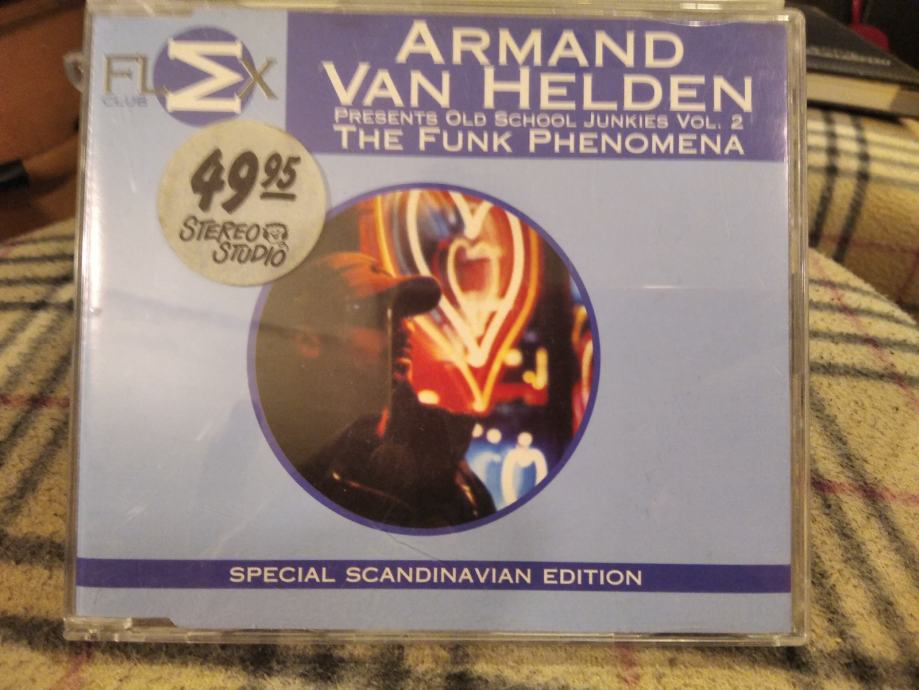 FLEX
CLUB
ARMAND
VAN HELDEN
PRESENTS OLD SCHOOL JUNKIES VOL. 2
THE FUNK PHENOMENA
49 95
STEREO
STUDIO
SPECIAL SCANDINAVIAN EDITION